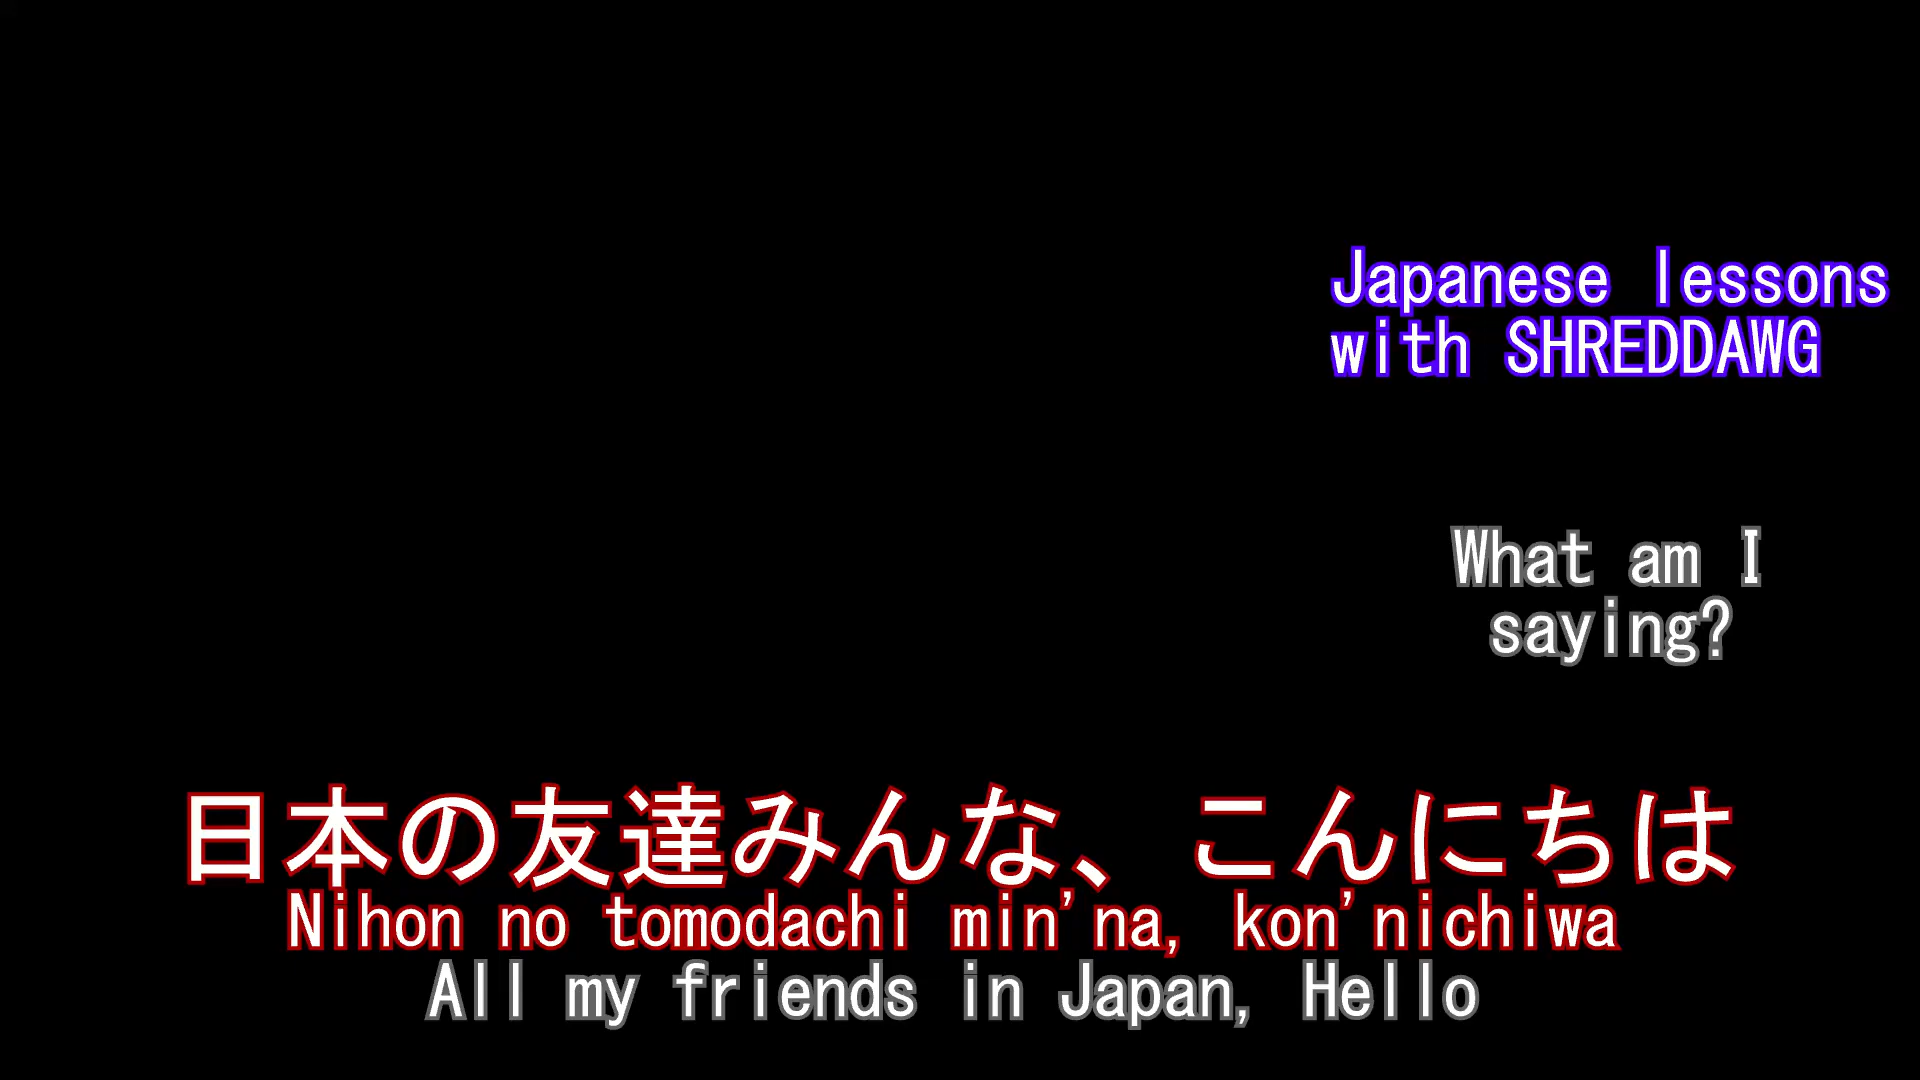 Japanese lessons
with SHREDDAWG
What am I
saying?
日本の友達みんな、こんにちは
Nihon no tomodachi min'na, kon'nichiwa
All my friends in Japan, Hello